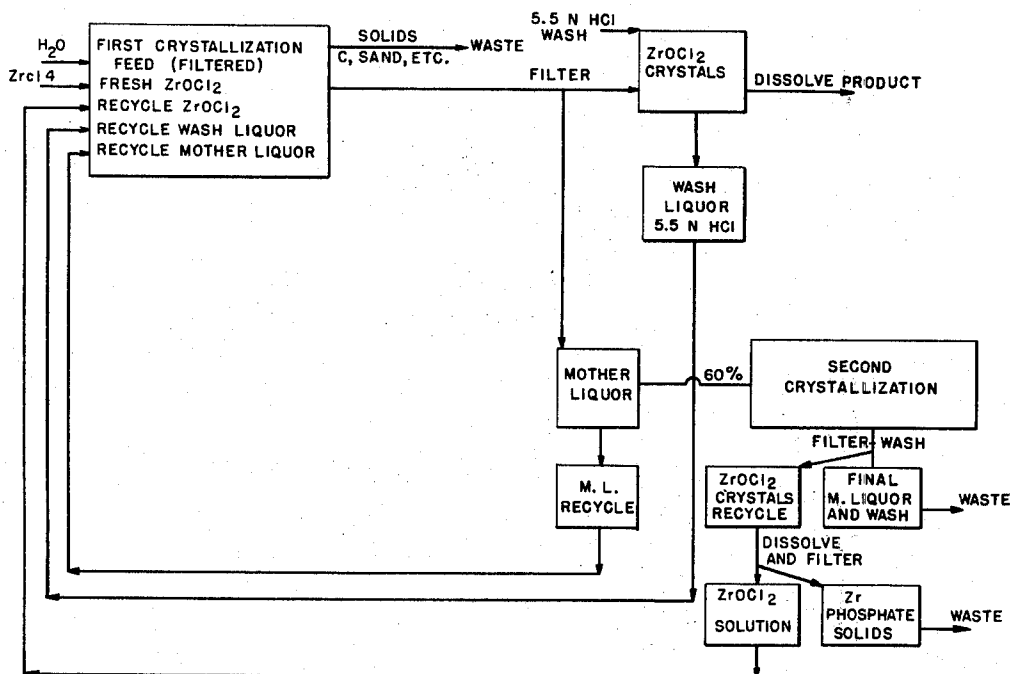 H2O
Zrcl 4
FIRST CRYSTALLIZATION
FEED (FILTERED)
FRESH ZrOCl2
RECYCLE ZrOCl2
RECYCLE WASH LIQUOR
RECYCLE MOTHER LIQUOR
SOLIDS
C, SAND, ETC.
WASTE
FILTER
5.5 N HCl
WASH
ZrOCl2
CRYSTALS
DISSOLVE PRODUCT
WASH
LIQUOR
5.5 N HCl
MOTHER
LIQUOR
60%
SECOND
CRYSTALLIZATION
FILTER-WASH
M. L.
RECYCLE
ZrOCl2
CRYSTALS
RECYCLE
FINAL
M. LIQUOR
AND WASH
WASTE
DISSOLVE
AND FILTER
ZrOCl2
SOLUTION
Zr
PHOSPHATE
SOLIDS
WASTE